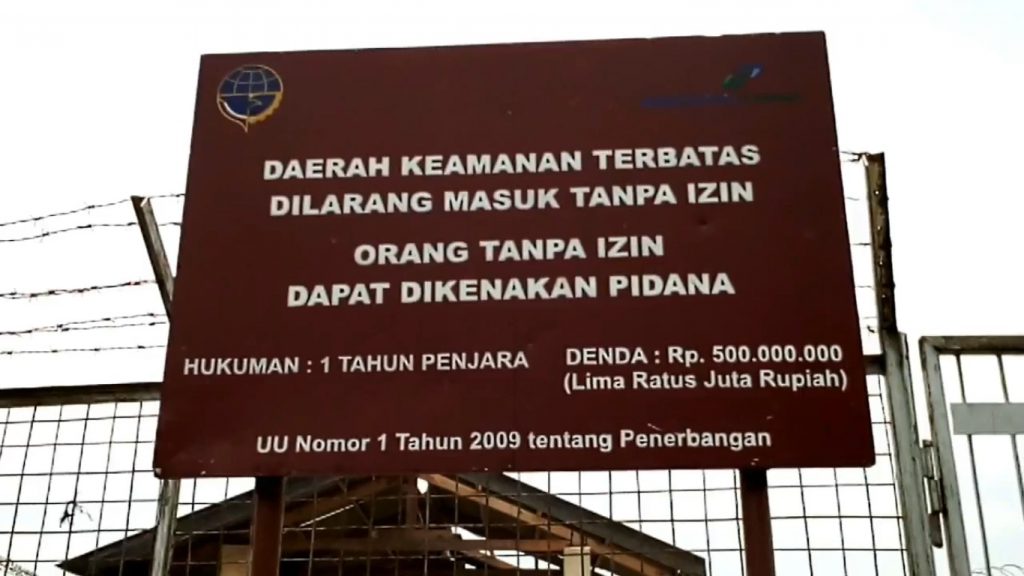 DAERAH KEAMANAN TERBATAS
DILARANG MASUK TANPA IZIN
ORANG TANPA IZIN
DAPAT DIKENAKAN PIDANA
HUKUMAN : 1 TAHUN PENJARA
DENDA : Rp. 500.000.000
(Lima Ratus Juta Rupiah)
UU Nomor 1 Tahun 2009 tentang Penerbangan